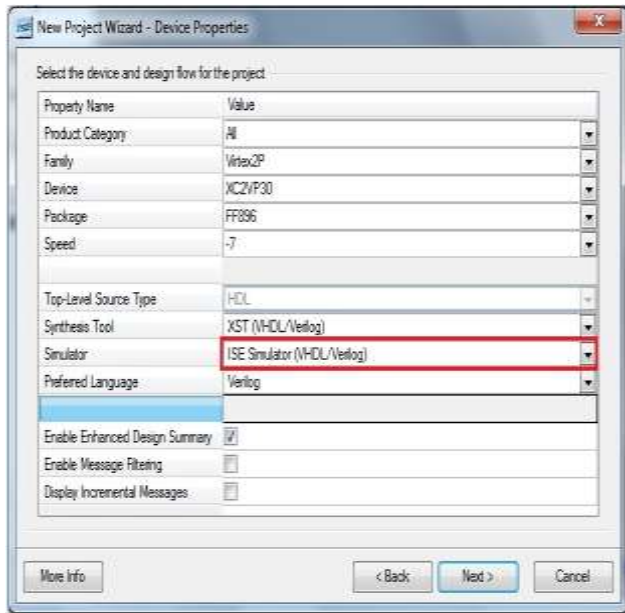 New Project Wizard - Device Properties
Select the device and design flow for the project
Property Name Value
Product Category All
Family Virtex2P
Device XC2VP30
Package FF896
Speed -7
Top-Level Source Type HDL
Synthesis Tool XST (VHDL/Verilog)
Simulator ISE Simulator (VHDL/Verilog)
Preferred Language Verilog
Enable Enhanced Design Summary
Enable Message Filtering
Display Incremental Messages
More Info < Back Next > Cancel